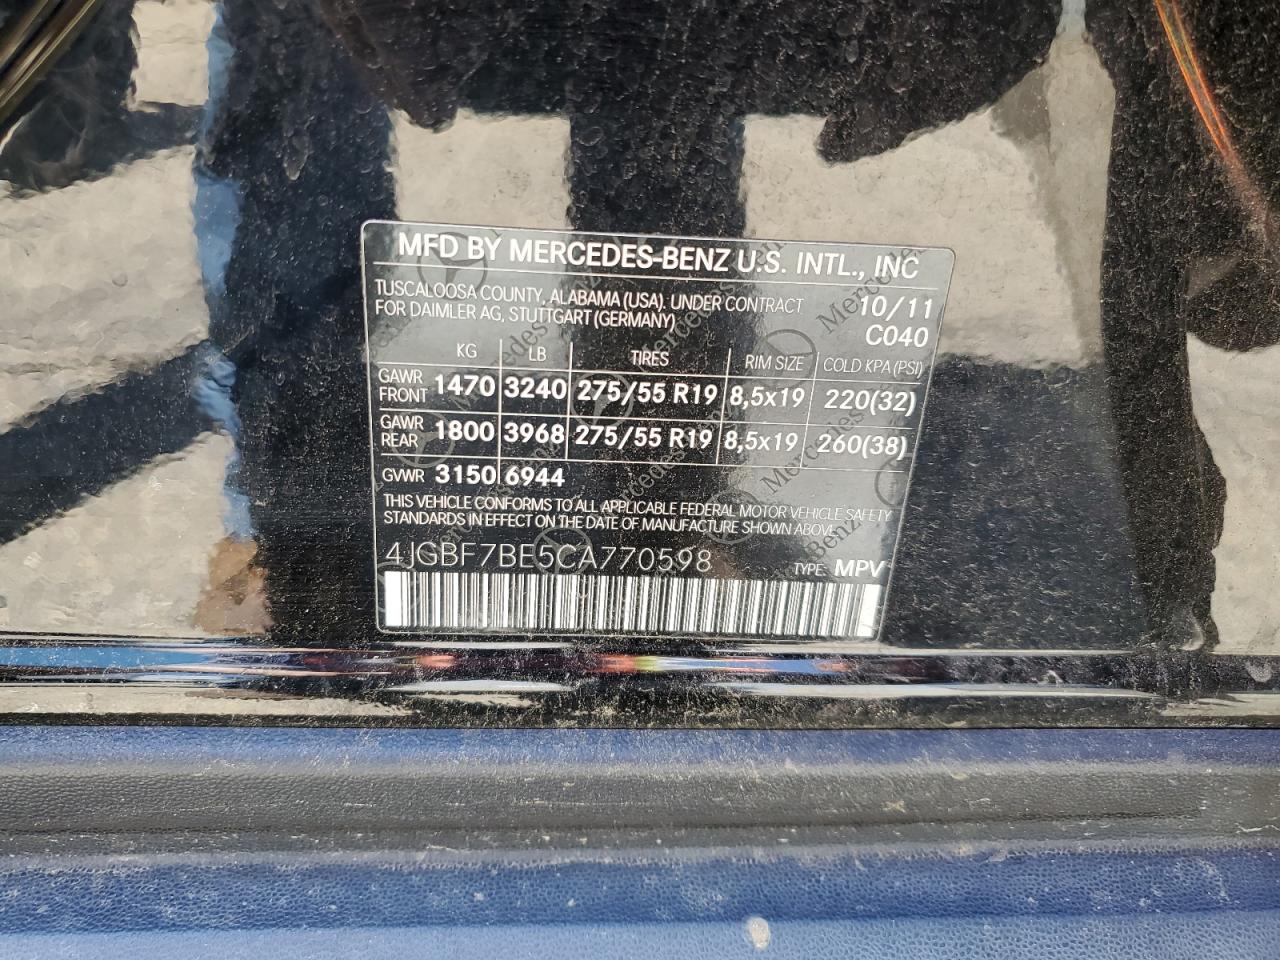 MFD BY MERCEDES-BENZ U.S. INTL., INC
TUSCALOOSA COUNTY, ALABAMA (USA). UNDER CONTRACT 10/11
FOR DAIMLER AG, STUTTGART (GERMANY) C040
KG LB TIRES RIM SIZE COLD KPA (PSI)
GAWR FRONT 1470 3240 275/55 R19 8,5x19 220(32)
GAWR REAR 1800 3968 275/55 R19 8,5x19 260(38)
GVWR 3150 6944
THIS VEHICLE CONFORMS TO ALL APPLICABLE FEDERAL MOTOR VEHICLE SAFETY
STANDARDS IN EFFECT ON THE DATE OF MANUFACTURE SHOWN ABOVE.
4JGBF7BE5CA770598 TYPE: MPV